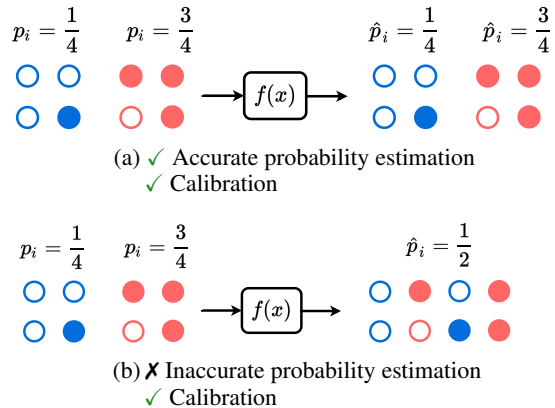 p_i = 1/4 p_i = 3/4 p̂_i = 1/4 p̂_i = 3/4
f(x)
(a) ✓ Accurate probability estimation
✓ Calibration
p_i = 1/4 p_i = 3/4 p̂_i = 1/2
f(x)
(b) ✗ Inaccurate probability estimation
✓ Calibration